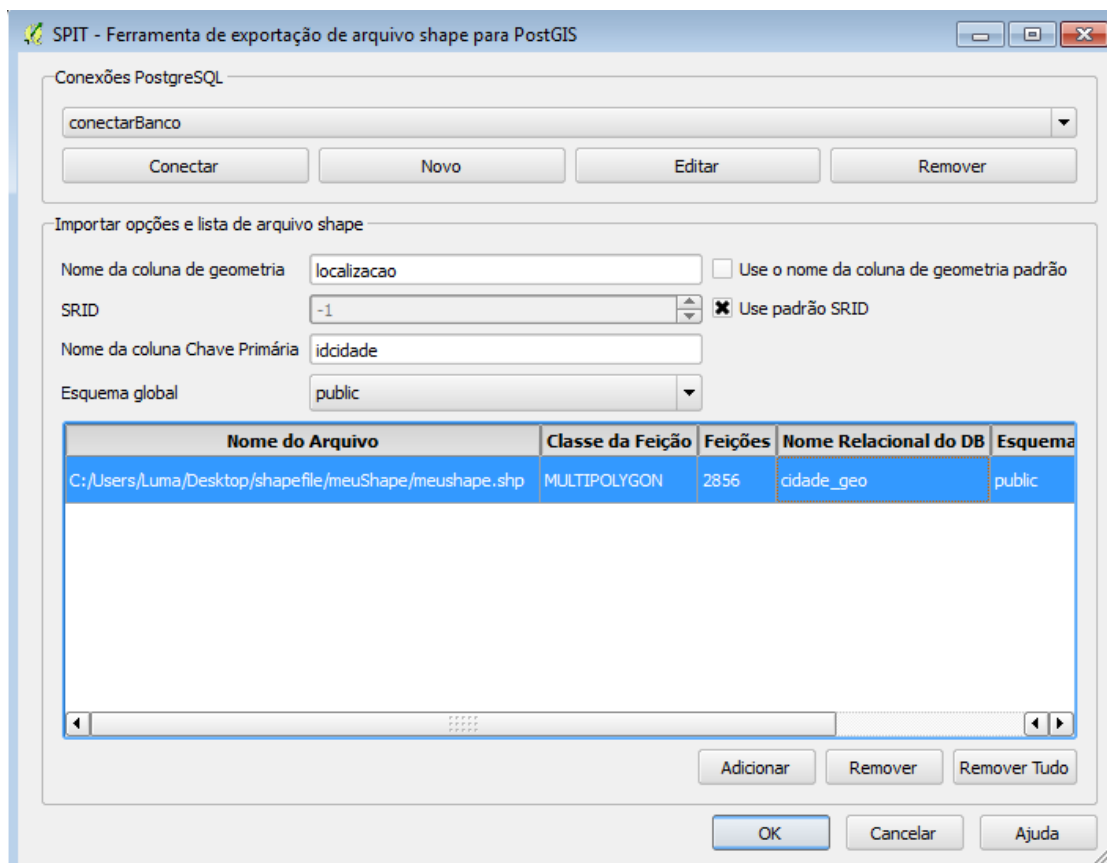 SPIT - Ferramenta de exportação de arquivo shape para PostGIS
Conexões PostgreSQL
conectarBanco
Conectar Novo Editar Remover
Importar opções e lista de arquivo shape
Nome da coluna de geometria localizacao Use o nome da coluna de geometria padrão
SRID -1 Use padrão SRID
Nome da coluna Chave Primária idcidade
Esquema global public
Nome do Arquivo Classe da Feição Feições Nome Relacional do DB Esquema
C:/Users/Luma/Desktop/shapefile/meuShape/meushape.shp MULTIPOLYGON 2856 cidade_geo public
Adicionar Remover Remover Tudo
OK Cancelar Ajuda